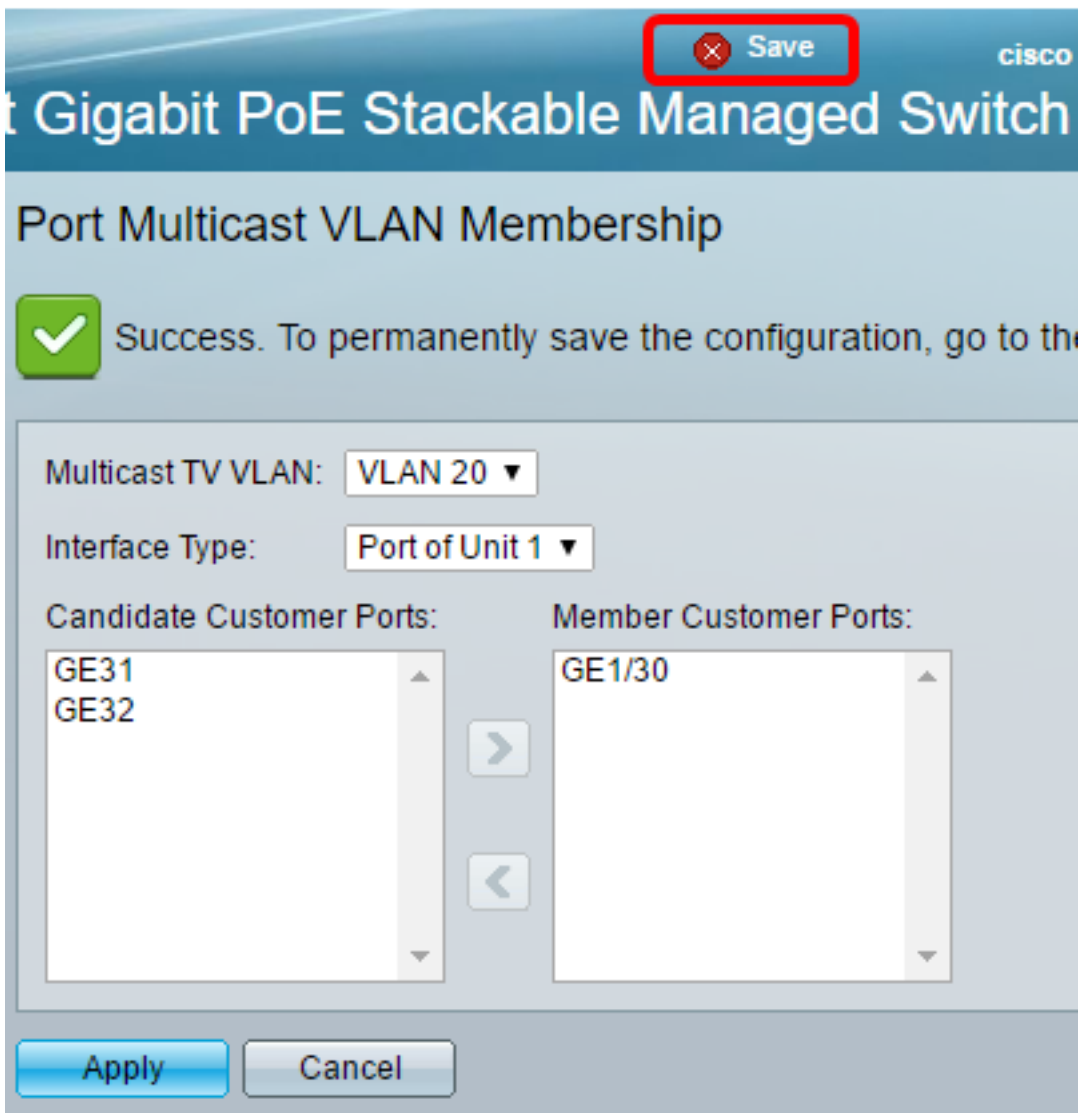 Save
cisco
t Gigabit PoE Stackable Managed Switch
Port Multicast VLAN Membership
Success. To permanently save the configuration, go to the
Multicast TV VLAN: VLAN 20
Interface Type: Port of Unit 1
Candidate Customer Ports: Member Customer Ports:
GE31 GE1/30
GE32
Apply Cancel